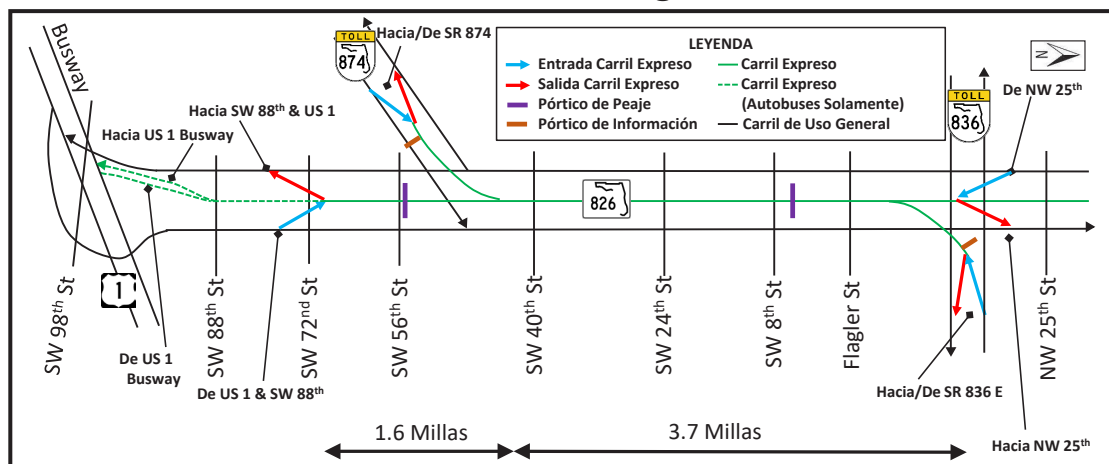 Busway
Hacia/De SR 874
TOLL
874
LEYENDA
Entrada Carril Expreso
Salida Carril Expreso
Pórtico de Peaje
Pórtico de Información
Carril Expreso
Carril Expreso
(Autobuses Solamente)
Carril de Uso General
N
TOLL
836
De NW 25th
Hacia SW 88th & US 1
Hacia US 1 Busway
826
1
SW 98th St
SW 88th St
SW 72nd St
SW 56th St
SW 40th St
SW 24th St
SW 8th St
Flagler St
NW 25th St
De US 1
Busway
De US 1 & SW 88th
Hacia/De SR 836 E
Hacia NW 25th
1.6 Millas
3.7 Millas